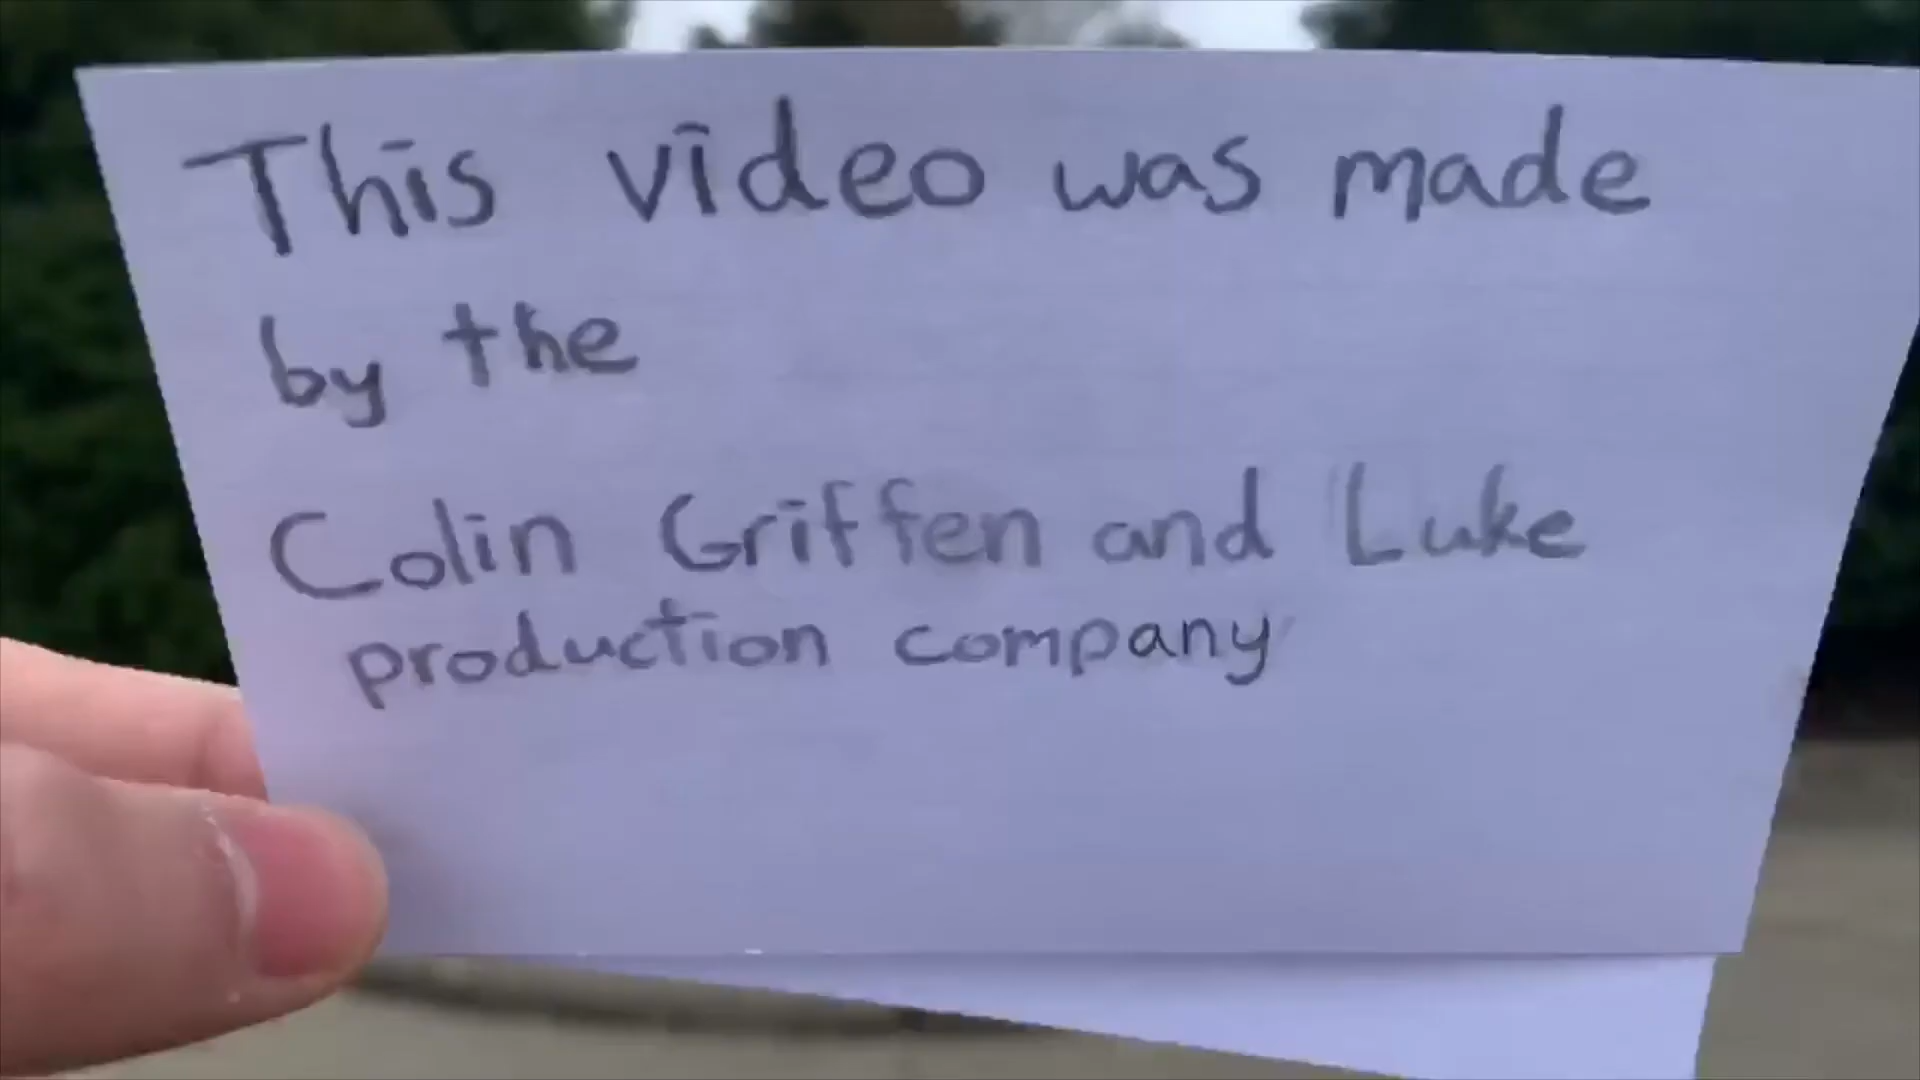 This video was made
by the
Colin Griffen and Luke
production company